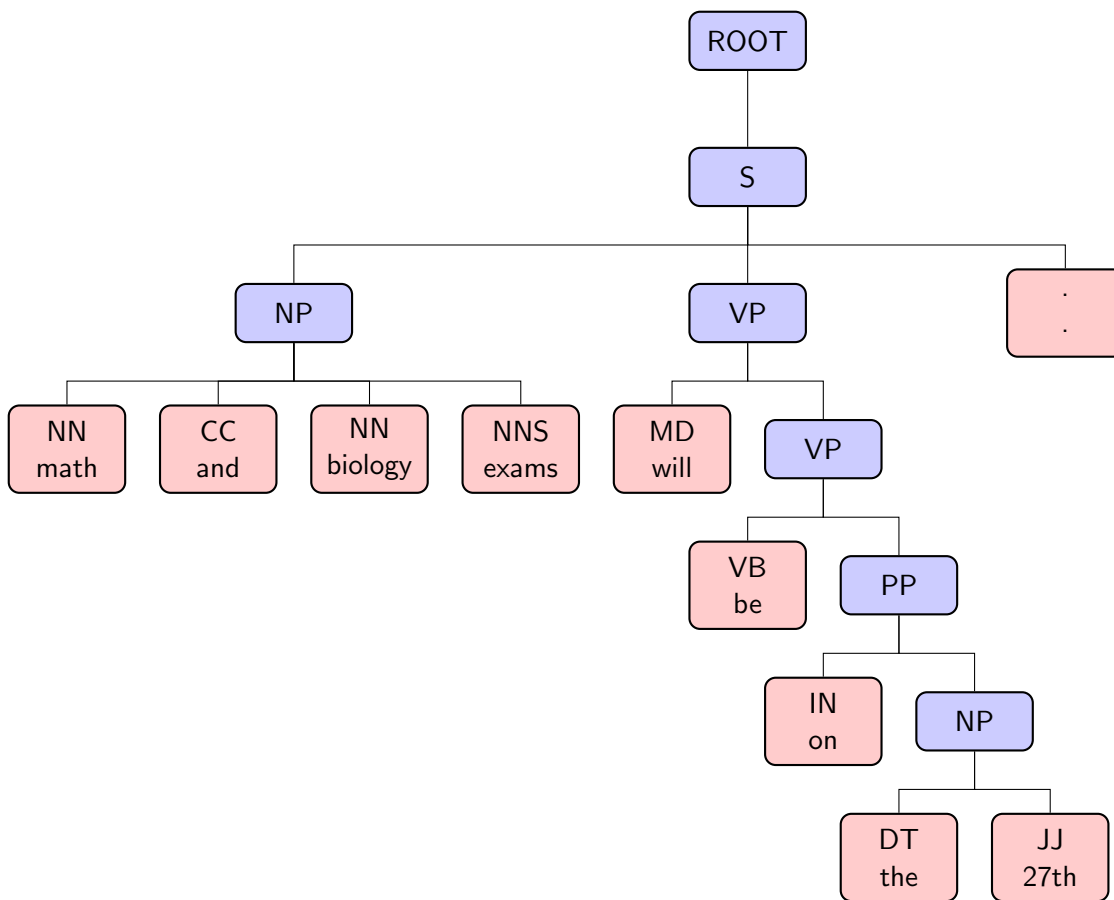 ROOT
S
NP
VP
.
.
NN
math
CC
and
NN
biology
NNS
exams
MD
will
VP
VB
be
PP
IN
on
NP
DT
the
JJ
27th